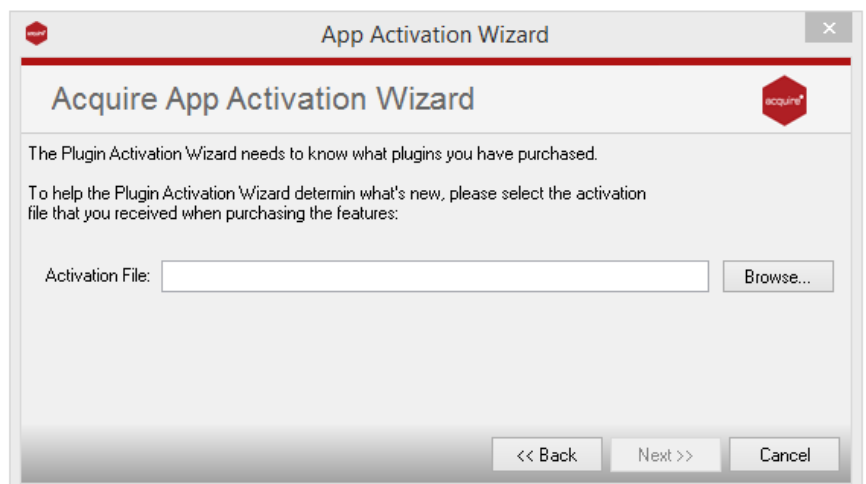 App Activation Wizard
Acquire App Activation Wizard
acquire
The Plugin Activation Wizard needs to know what plugins you have purchased.
To help the Plugin Activation Wizard determin what's new, please select the activation
file that you received when purchasing the features:
Activation File:
Browse...
<< Back
Next >>
Cancel